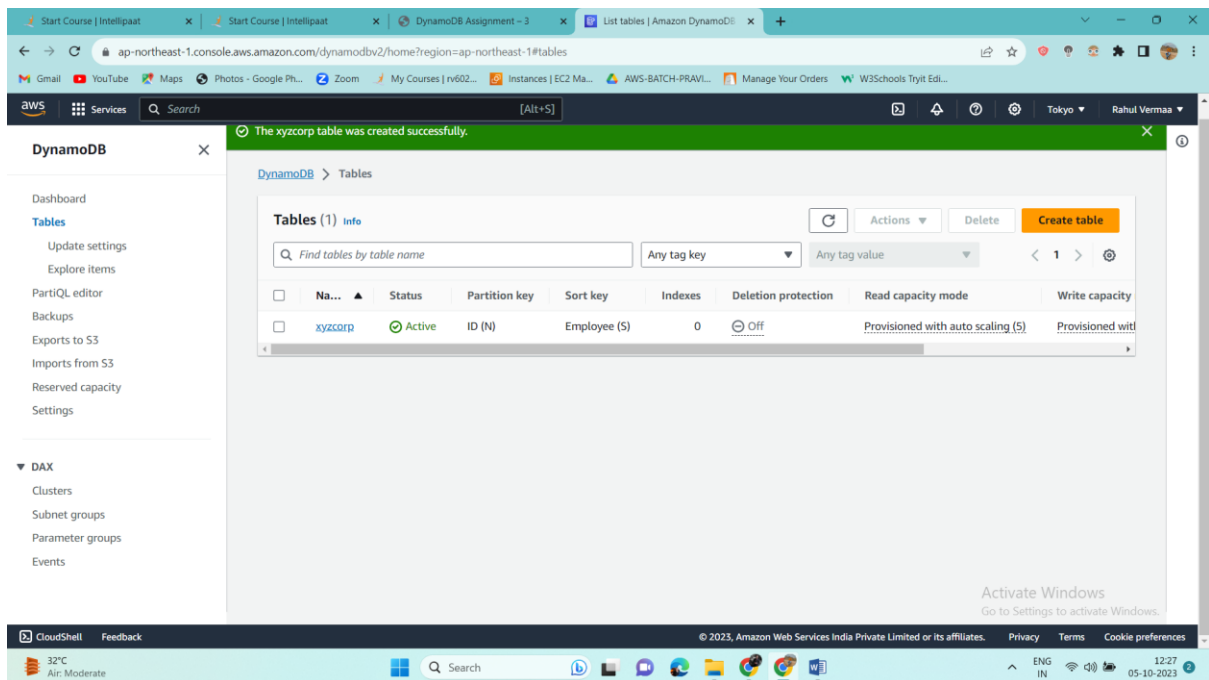 Start Course | Intellipaat
Start Course | Intellipaat
DynamoDB Assignment – 3
List tables | Amazon DynamoDB
ap-northeast-1.console.aws.amazon.com/dynamodbv2/home?region=ap-northeast-1#tables
Gmail YouTube Maps Photos - Google Ph... Zoom My Courses | rv602... Instances | EC2 Ma... AWS-BATCH-PRAVI... Manage Your Orders W3Schools Tryit Edi...
aws Services Search [Alt+S] Tokyo Rahul Vermaa
The xyzcorp table was created successfully.
DynamoDB
DynamoDB > Tables
Dashboard
Tables
Update settings
Explore items
PartiQL editor
Backups
Exports to S3
Imports from S3
Reserved capacity
Settings
DAX
Clusters
Subnet groups
Parameter groups
Events
Tables (1) Info Actions Delete Create table
Find tables by table name Any tag key Any tag value < 1 >
Na... Status Partition key Sort key Indexes Deletion protection Read capacity mode Write capacity
xyzcorp Active ID (N) Employee (S) 0 Off Provisioned with auto scaling (5) Provisioned with
Activate Windows
Go to Settings to activate Windows.
CloudShell Feedback © 2023, Amazon Web Services India Private Limited or its affiliates. Privacy Terms Cookie preferences
32°C
Air: Moderate
Search
ENG
IN
12:27
05-10-2023
2